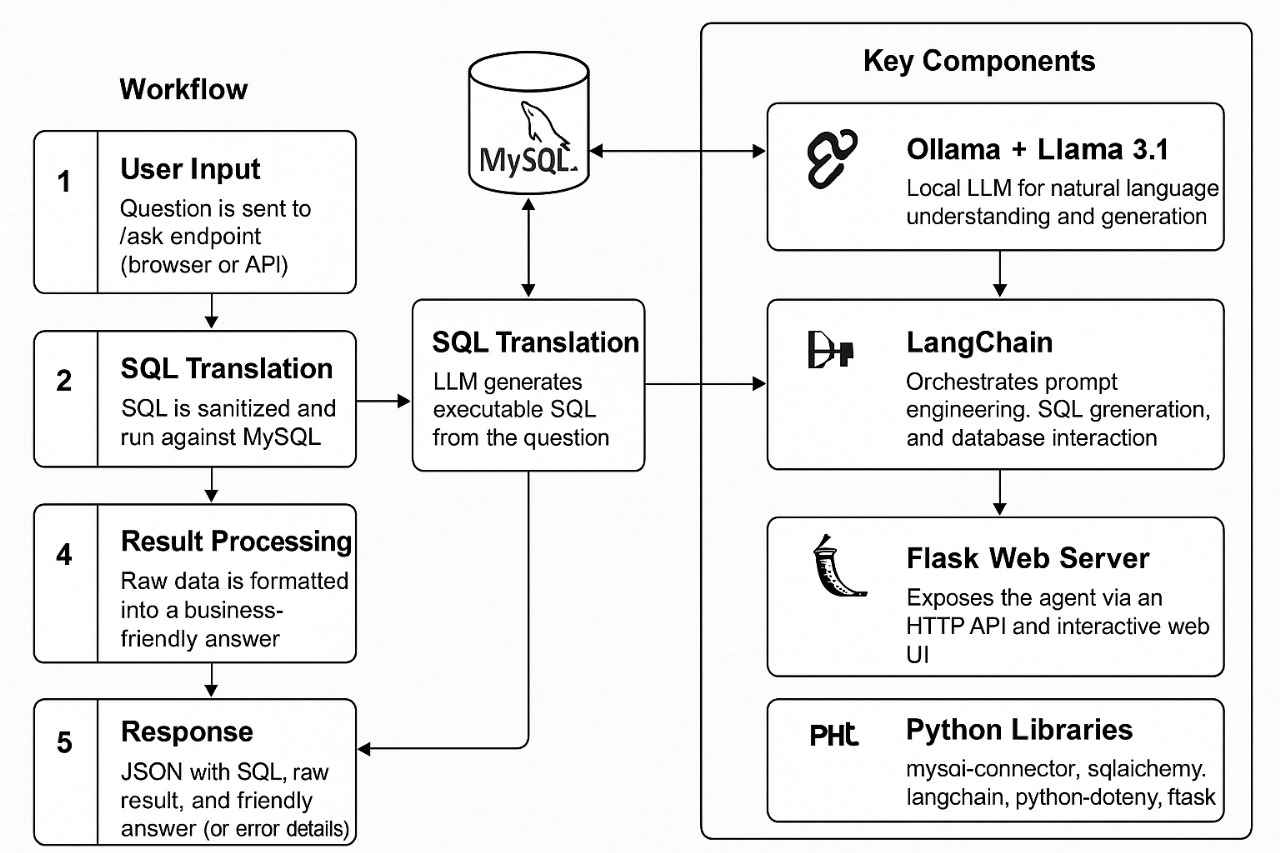 Workflow
1
User Input
Question is sent to
/ask endpoint
(browser or API)
2
SQL Translation
SQL is sanitized and
run against MySQL
4
Result Processing
Raw data is formatted
into a business-
friendly answer
5
Response
JSON with SQL, raw
result, and friendly
answer (or error details)
MySQL
SQL Translation
LLM generates
executable SQL
from the question
Key Components
Ollama + Llama 3.1
Local LLM for natural language
understanding and generation
LangChain
Orchestrates prompt
engineering. SQL greneration,
and database interaction
Flask Web Server
Exposes the agent via an
HTTP API and interactive web
UI
PHt
Python Libraries
mysoi-connector, sqlaichemy.
langchain, python-doteny, ftask